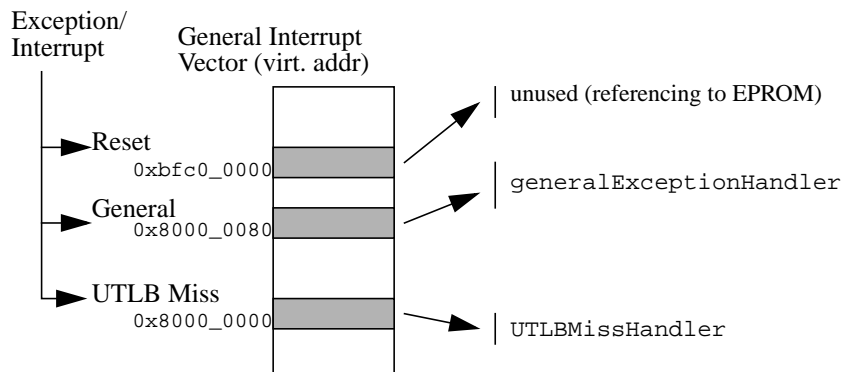 Exception/
Interrupt
General Interrupt
Vector (virt. addr)
unused (referencing to EPROM)
Reset
0xbfc0_0000
generalExceptionHandler
General
0x8000_0080
UTLB Miss
0x8000_0000
UTLBMissHandler